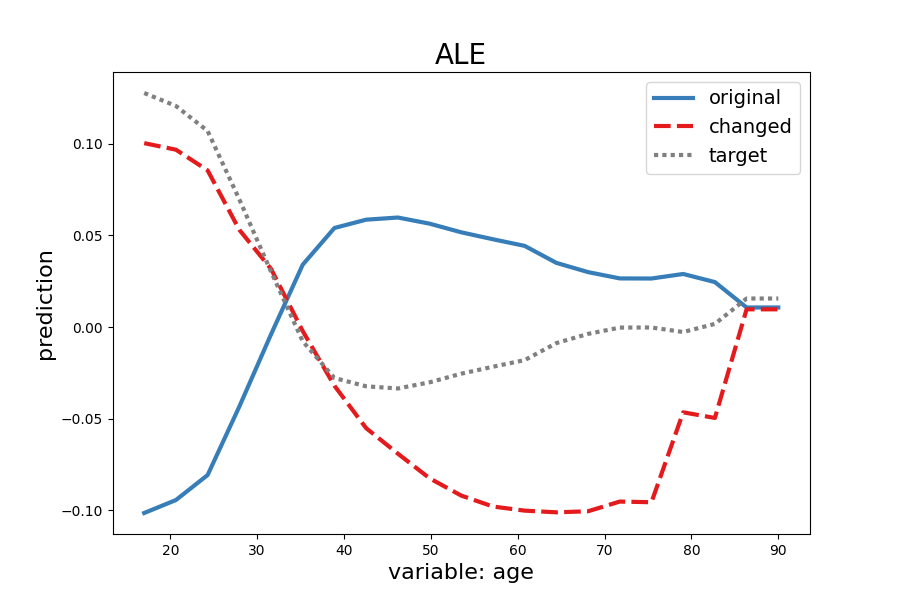 ALE
original
changed
target
prediction
0.10
0.05
0.00
−0.05
−0.10
20 30 40 50 60 70 80 90
variable: age